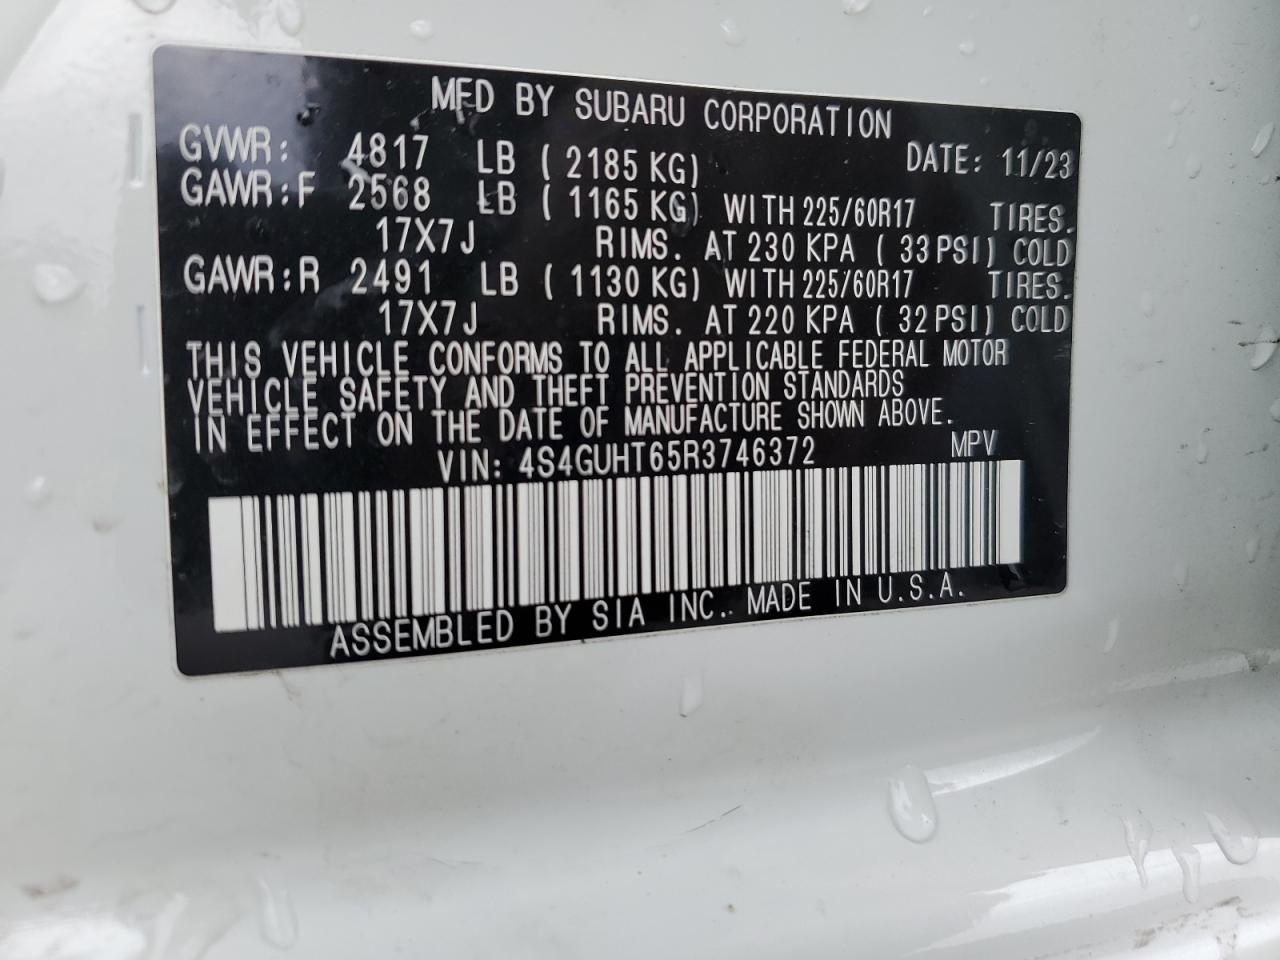 MFD BY SUBARU CORPORATION
GVWR: 4817 LB ( 2185 KG) DATE: 11/23
GAWR:F 2568 LB ( 1165 KG) WITH 225/60R17 TIRES.
17X7J RIMS. AT 230 KPA ( 33 PSI) COLD
GAWR:R 2491 LB ( 1130 KG) WITH 225/60R17 TIRES.
17X7J RIMS. AT 220 KPA ( 32 PSI) COLD
THIS VEHICLE CONFORMS TO ALL APPLICABLE FEDERAL MOTOR
VEHICLE SAFETY AND THEFT PREVENTION STANDARDS
IN EFFECT ON THE DATE OF MANUFACTURE SHOWN ABOVE.
VIN: 4S4GUHT65R3746372 MPV
ASSEMBLED BY SIA INC.. MADE IN U.S.A.